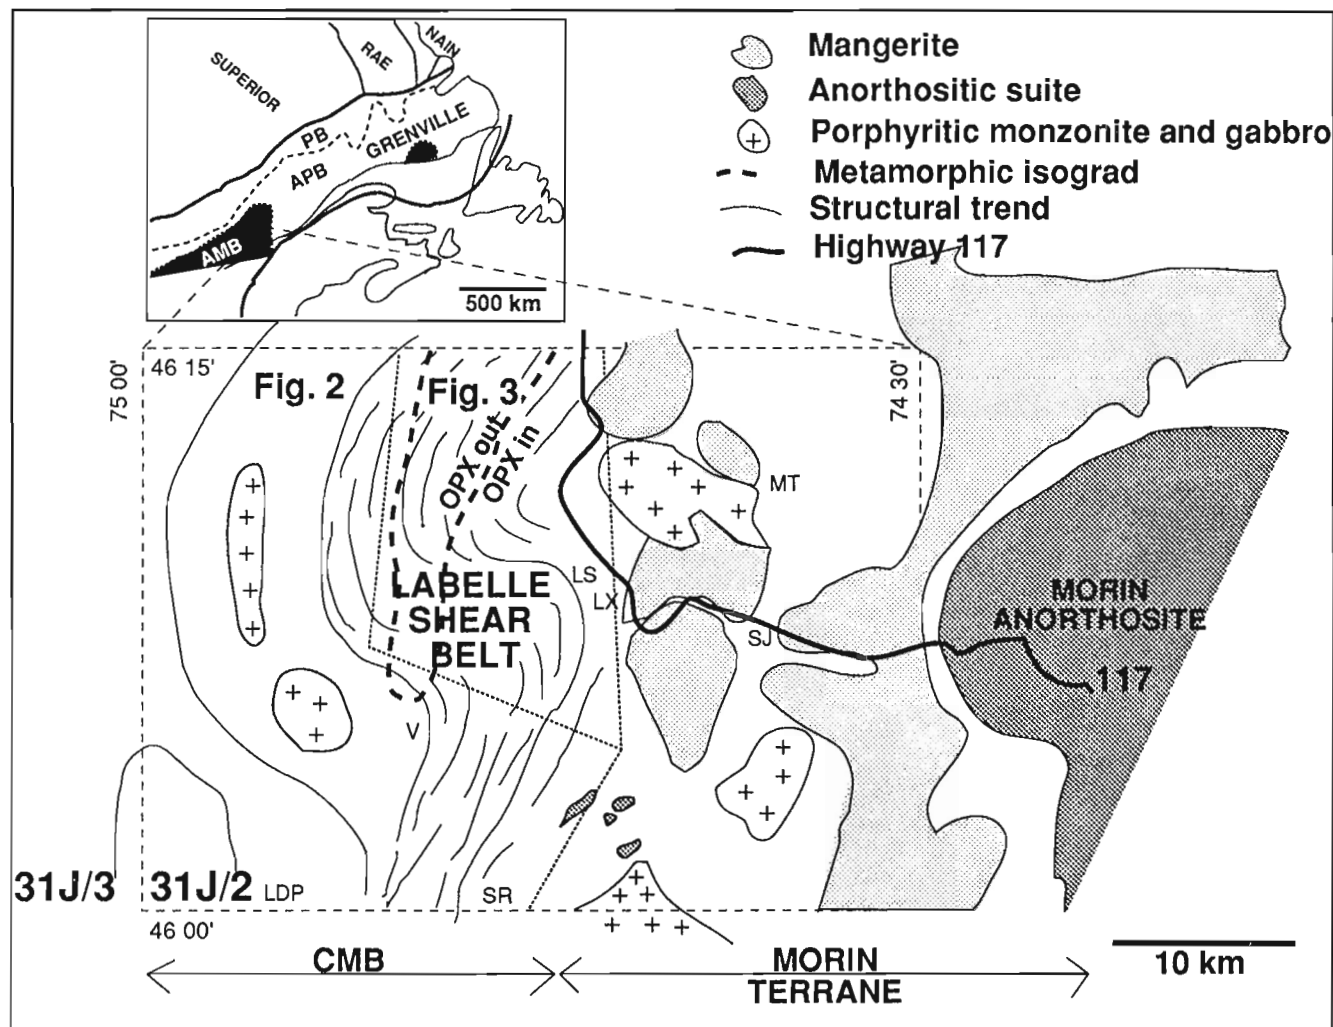 SUPERIOR
RAE
NAIN
PB
GRENVILLE
APB
AMB
500 km
Mangerite
Anorthositic suite
Porphyritic monzonite and gabbro
Metamorphic isograd
Structural trend
Highway 117
75 00'
46 15'
Fig. 2
Fig. 3
74 30'
OPX out
OPX in
MT
LS
LX
LABELLE
SHEAR
BELT
SJ
MORIN
ANORTHOSITE
117
V
31J/3
31J/2
LDP
SR
46 00'
CMB
MORIN
TERRANE
10 km